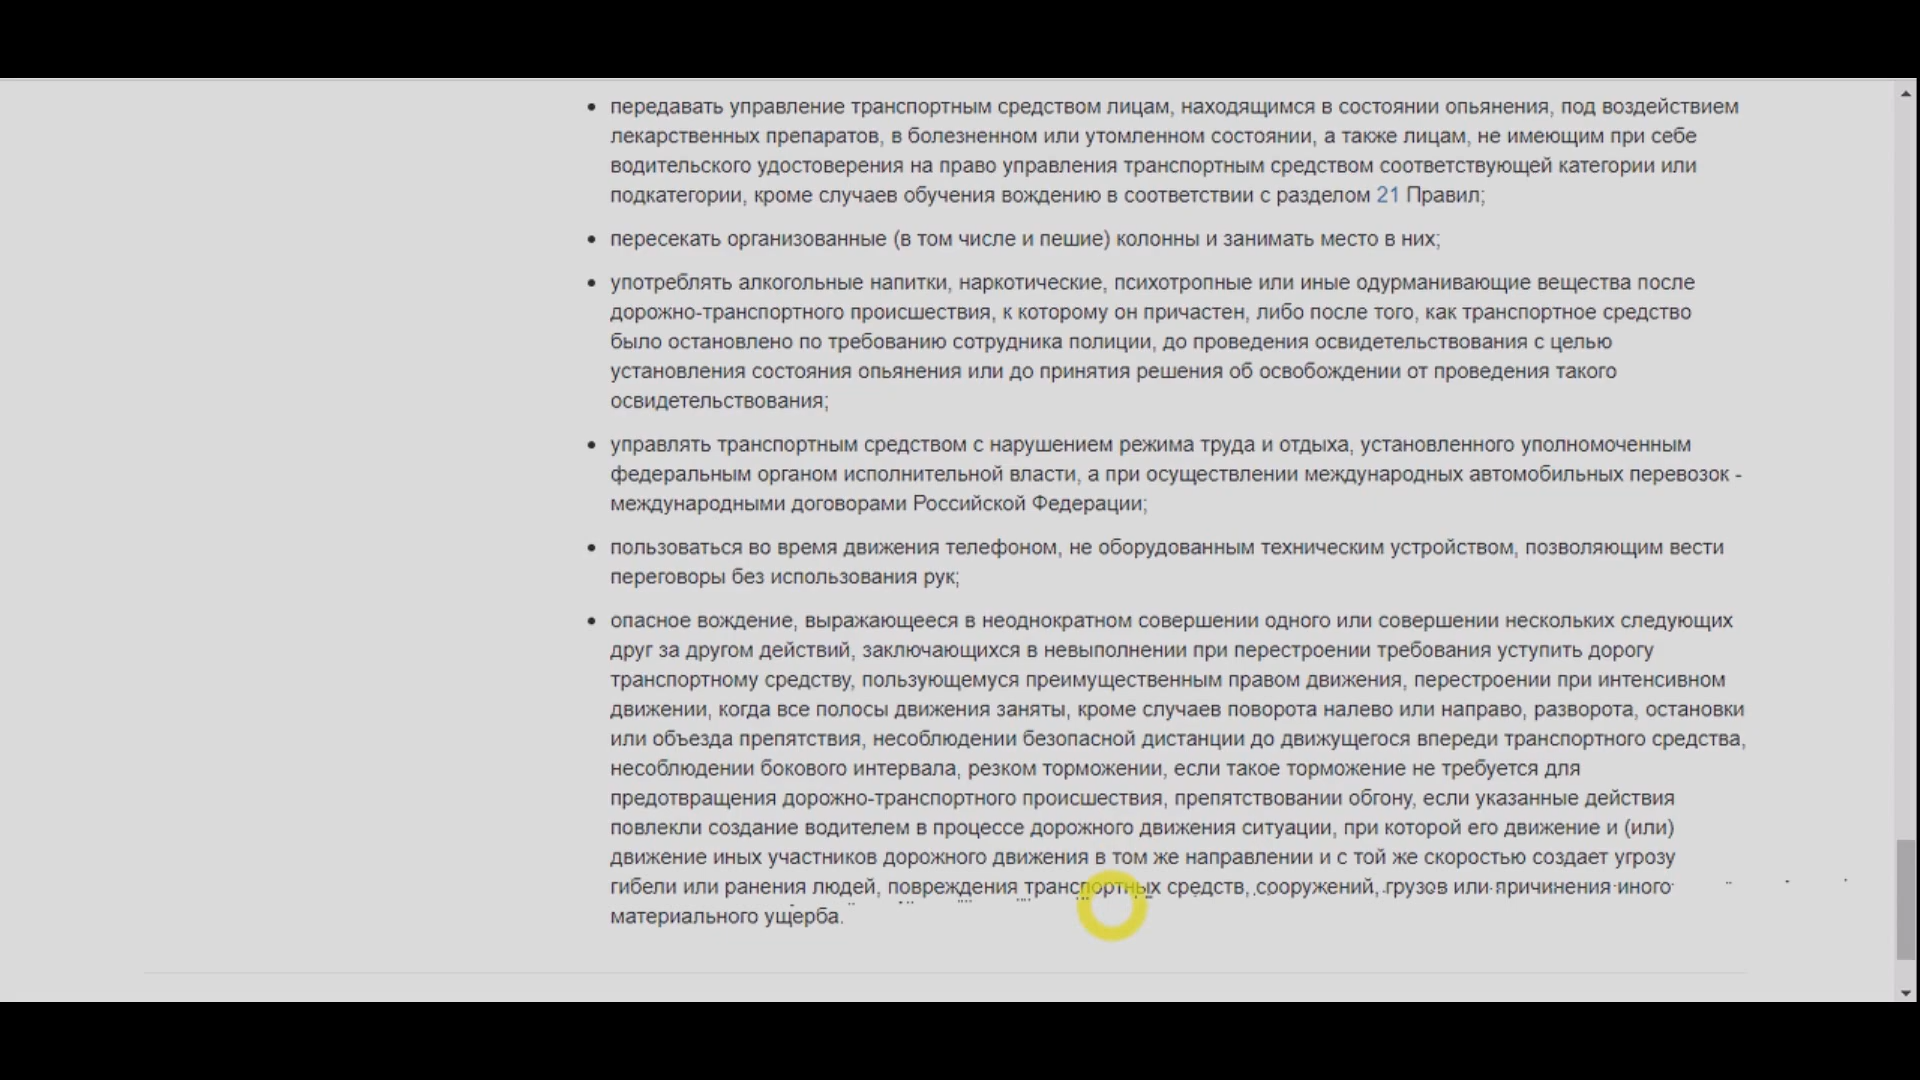 передавать управление транспортным средством лицам, находящимся в состоянии опьянения, под воздействием
лекарственных препаратов, в болезненном или утомленном состоянии, а также лицам, не имеющим при себе
водительского удостоверения на право управления транспортным средством соответствующей категории или
подкатегории, кроме случаев обучения вождению в соответствии с разделом 21 Правил;
пересекать организованные (в том числе и пешие) колонны и занимать место в них;
употреблять алкогольные напитки, наркотические, психотропные или иные одурманивающие вещества после
дорожно-транспортного происшествия, к которому он причастен, либо после того, как транспортное средство
было остановлено по требованию сотрудника полиции, до проведения освидетельствования с целью
установления состояния опьянения или до принятия решения об освобождении от проведения такого
освидетельствования;
управлять транспортным средством с нарушением режима труда и отдыха, установленного уполномоченным
федеральным органом исполнительной власти, а при осуществлении международных автомобильных перевозок -
международными договорами Российской Федерации;
пользоваться во время движения телефоном, не оборудованным техническим устройством, позволяющим вести
переговоры без использования рук;
опасное вождение, выражающееся в неоднократном совершении одного или совершении нескольких следующих
друг за другом действий, заключающихся в невыполнении при перестроении требования уступить дорогу
транспортному средству, пользующемуся преимущественным правом движения, перестроении при интенсивном
движении, когда все полосы движения заняты, кроме случаев поворота налево или направо, разворота, остановки
или объезда препятствия, несоблюдении безопасной дистанции до движущегося впереди транспортного средства,
несоблюдении бокового интервала, резком торможении, если такое торможение не требуется для
предотвращения дорожно-транспортного происшествия, препятствовании обгону, если указанные действия
повлекли создание водителем в процессе дорожного движения ситуации, при которой его движение и (или)
движение иных участников дорожного движения в том же направлении и с той же скоростью создает угрозу
гибели или ранения людей, повреждения транспортных средств, сооружений, грузов или причинения иного
материального ущерба.